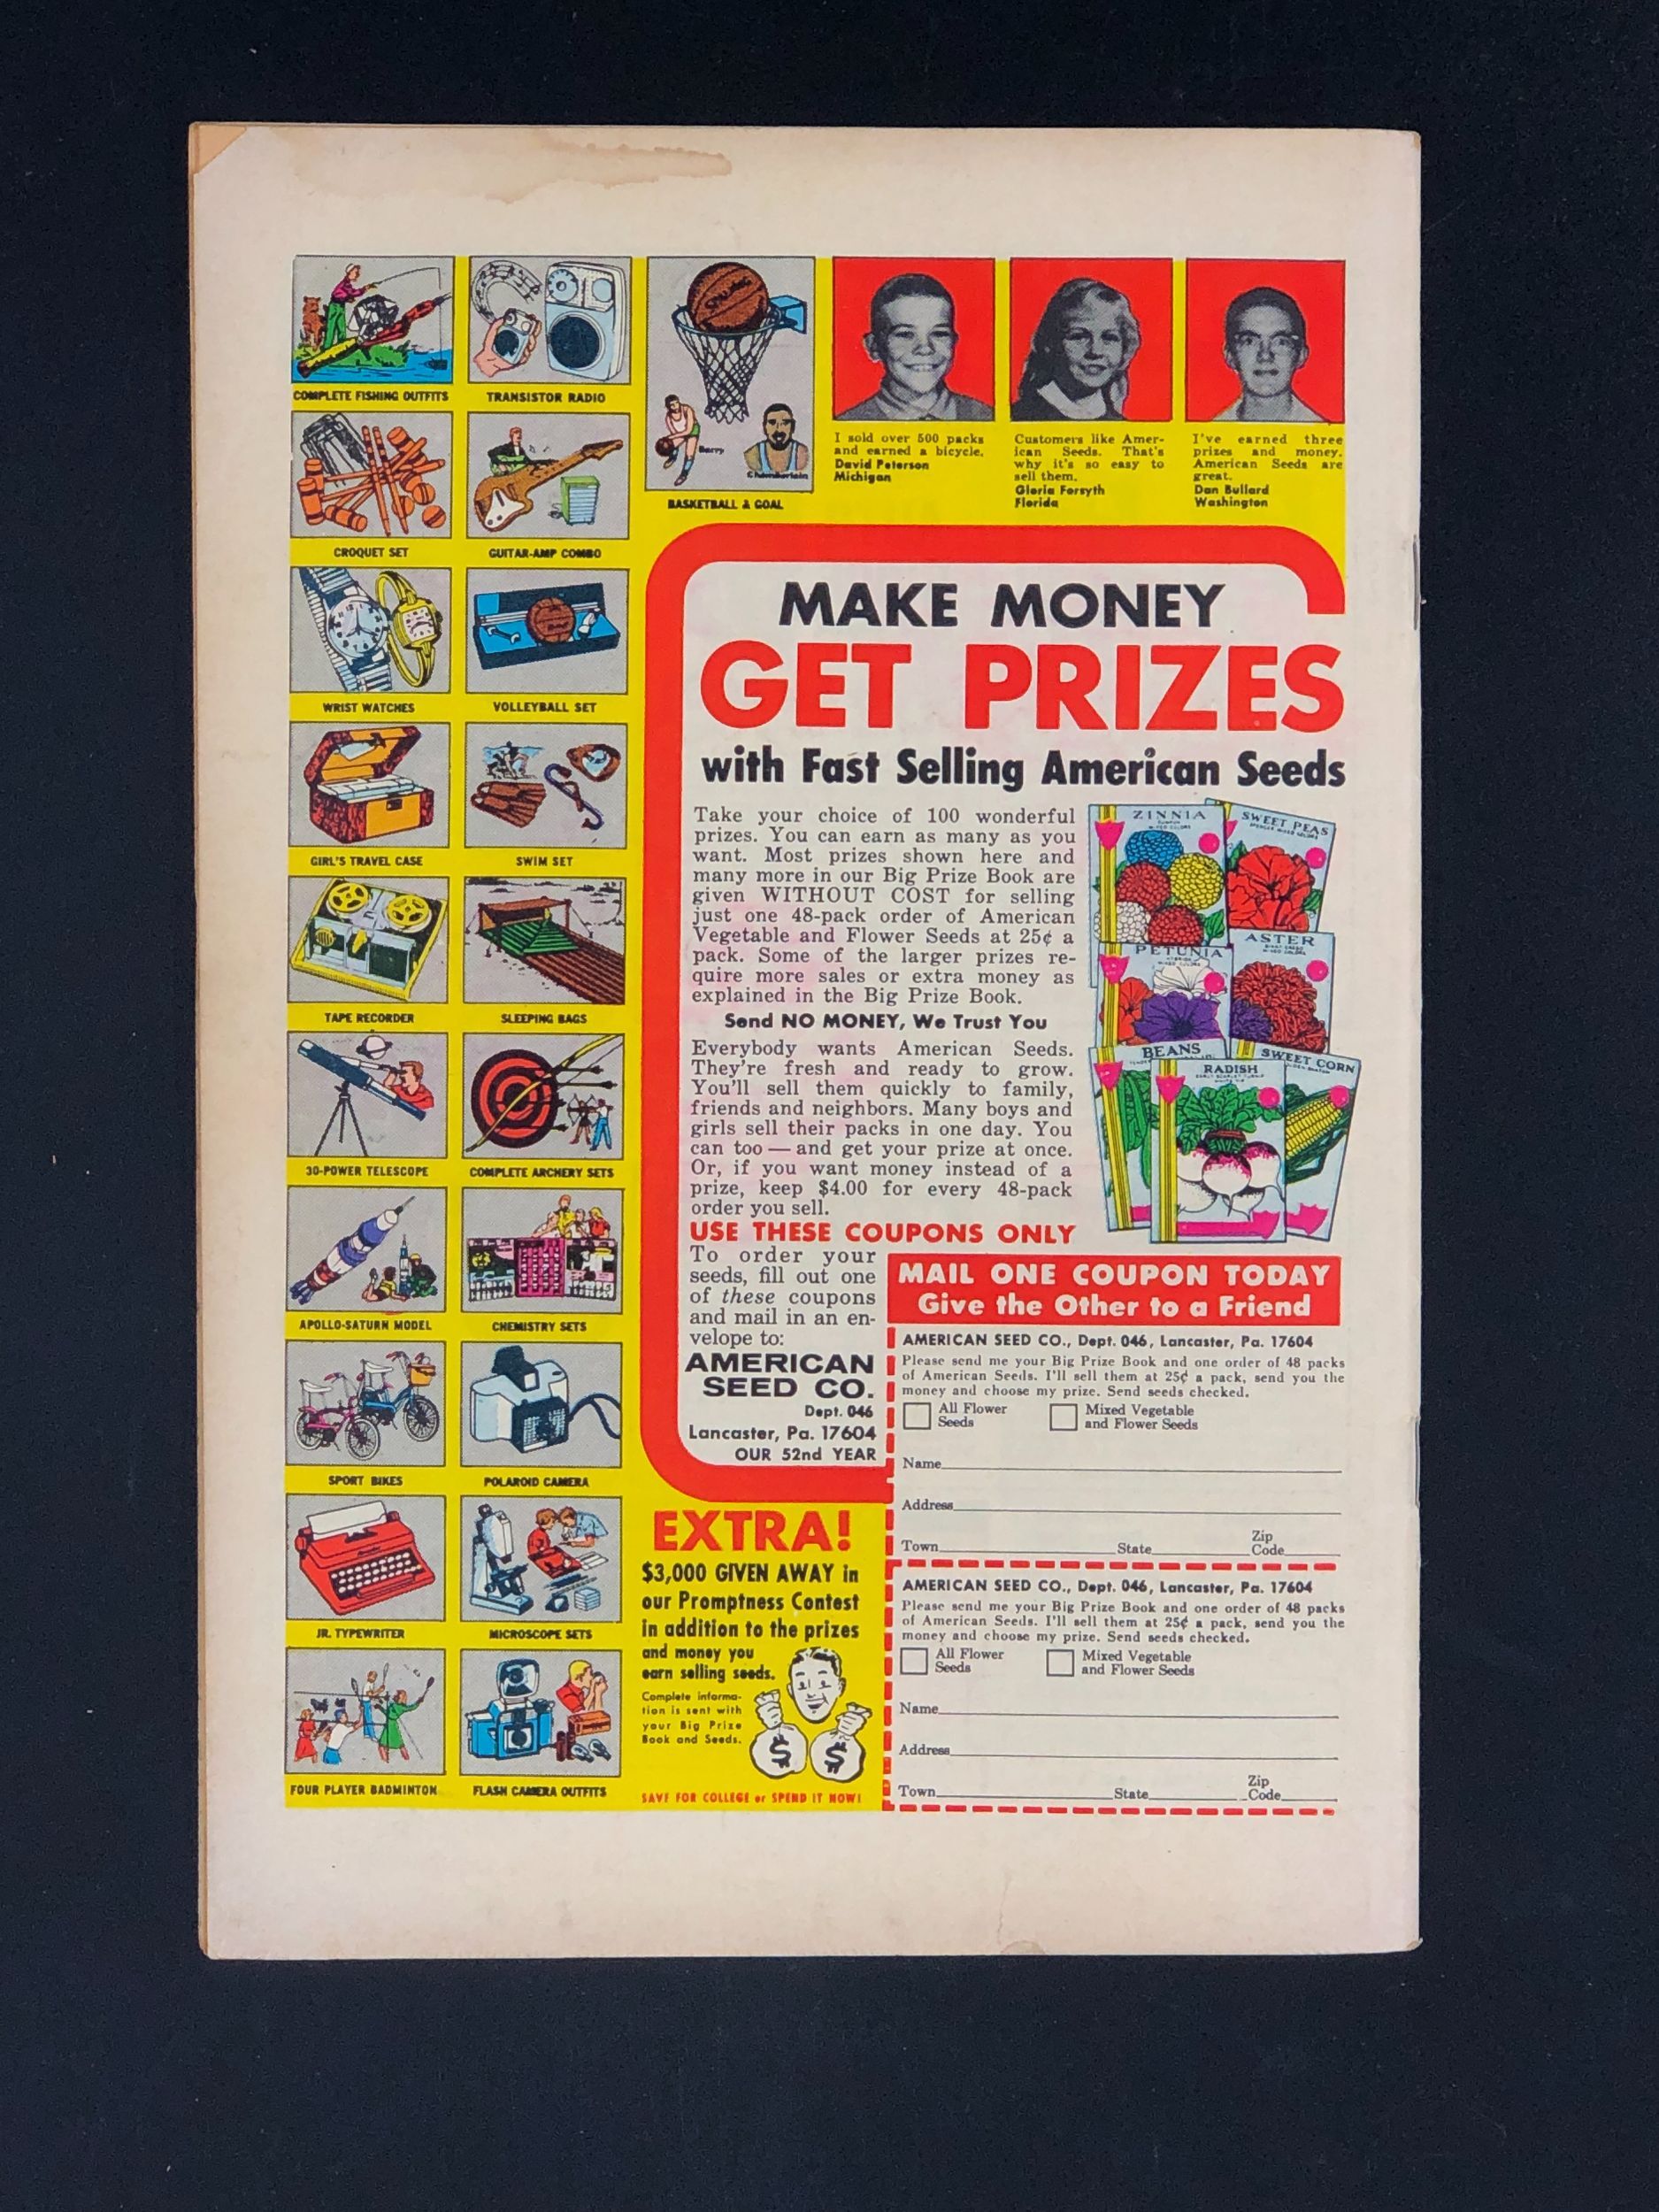 COMPLETE FISHING OUTFITS
TRANSISTOR RADIO
SPALDING
Barry
Chamberlain
BASKETBALL & GOAL
CROQUET SET
GUITAR-AMP COMBO
WRIST WATCHES
VOLLEYBALL SET
GIRL'S TRAVEL CASE
SWIM SET
TAPE RECORDER
SLEEPING BAGS
30-POWER TELESCOPE
COMPLETE ARCHERY SETS
APOLLO-SATURN MODEL
CHEMISTRY SETS
SPORT BIKES
POLAROID CAMERA
JR. TYPEWRITER
MICROSCOPE SETS
FOUR PLAYER BADMINTON
FLASH CAMERA OUTFITS
I sold over 500 packs
and earned a bicycle.
David Peterson
Michigan
Customers like Amer-
ican Seeds. That's
why it's so easy to
sell them.
Gloria Forsyth
Florida
I've earned three
prizes and money.
American Seeds are
great.
Dan Bullard
Washington
MAKE MONEY
GET PRIZES
with Fast Selling American Seeds
Take your choice of 100 wonderful
prizes. You can earn as many as you
want. Most prizes shown here and
many more in our Big Prize Book are
given WITHOUT COST for selling
just one 48-pack order of American
Vegetable and Flower Seeds at 25¢ a
pack. Some of the larger prizes re-
quire more sales or extra money as
explained in the Big Prize Book.
Send NO MONEY, We Trust You
Everybody wants American Seeds.
They're fresh and ready to grow.
You'll sell them quickly to family,
friends and neighbors. Many boys and
girls sell their packs in one day. You
can too — and get your prize at once.
Or, if you want money instead of a
prize, keep $4.00 for every 48-pack
order you sell.
USE THESE COUPONS ONLY
To order your
seeds, fill out one
of these coupons
and mail in an en-
velope to:
AMERICAN
SEED CO.
Dept. 046
Lancaster, Pa. 17604
OUR 52nd YEAR
ZINNIA
MIXED COLORS
SWEET PEAS
SPENCER MIXED COLORS
PETUNIA
MIXED COLORS
ASTER
MIXED COLORS
BEANS
RADISH
SWEET CORN
MAIL ONE COUPON TODAY
Give the Other to a Friend
AMERICAN SEED CO., Dept. 046, Lancaster, Pa. 17604
Please send me your Big Prize Book and one order of 48 packs
of American Seeds. I'll sell them at 25¢ a pack, send you the
money and choose my prize. Send seeds checked.
All Flower
Seeds
Mixed Vegetable
and Flower Seeds
Name
Address
Town State Zip Code
AMERICAN SEED CO., Dept. 046, Lancaster, Pa. 17604
Please send me your Big Prize Book and one order of 48 packs
of American Seeds. I'll sell them at 25¢ a pack, send you the
money and choose my prize. Send seeds checked.
All Flower
Seeds
Mixed Vegetable
and Flower Seeds
Name
Address
Town State Zip Code
EXTRA!
$3,000 GIVEN AWAY in
our Promptness Contest
in addition to the prizes
and money you
earn selling seeds.
Complete informa-
tion is sent with
your Big Prize
Book and Seeds.
$ $
SAVE FOR COLLEGE or SPEND IT NOW!